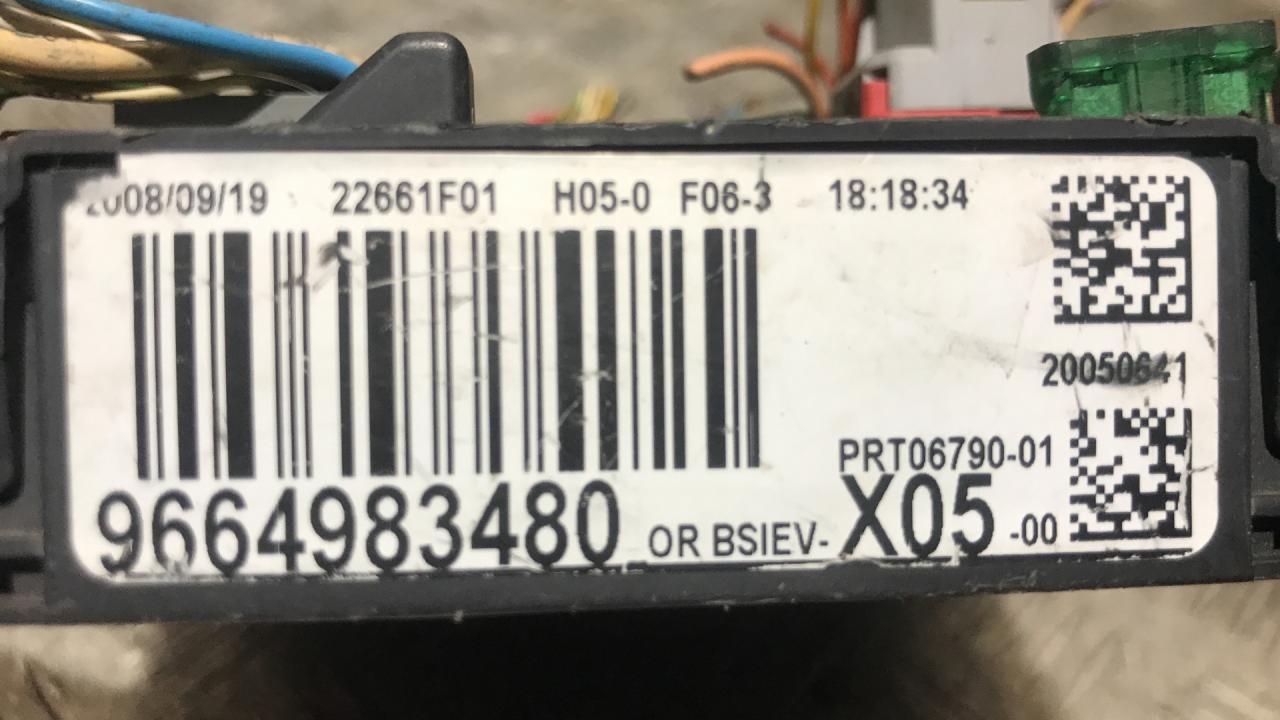 2008/09/19 22661F01 H05-0 F06-3 18:18:34
20050641
PRT06790-01
9664983480 OR BSIEV- X05 -00